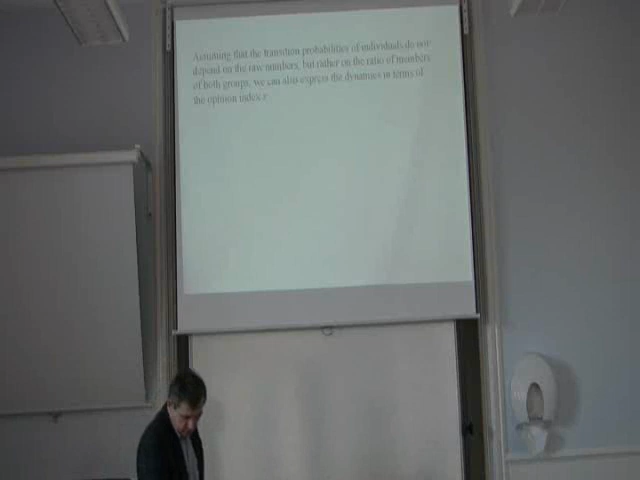 Assuming that the transition probabilities of individuals do not
depend on the raw numbers, but rather on the ratio of members
of both groups, we can also express the dynamics in terms of
the opinion index x